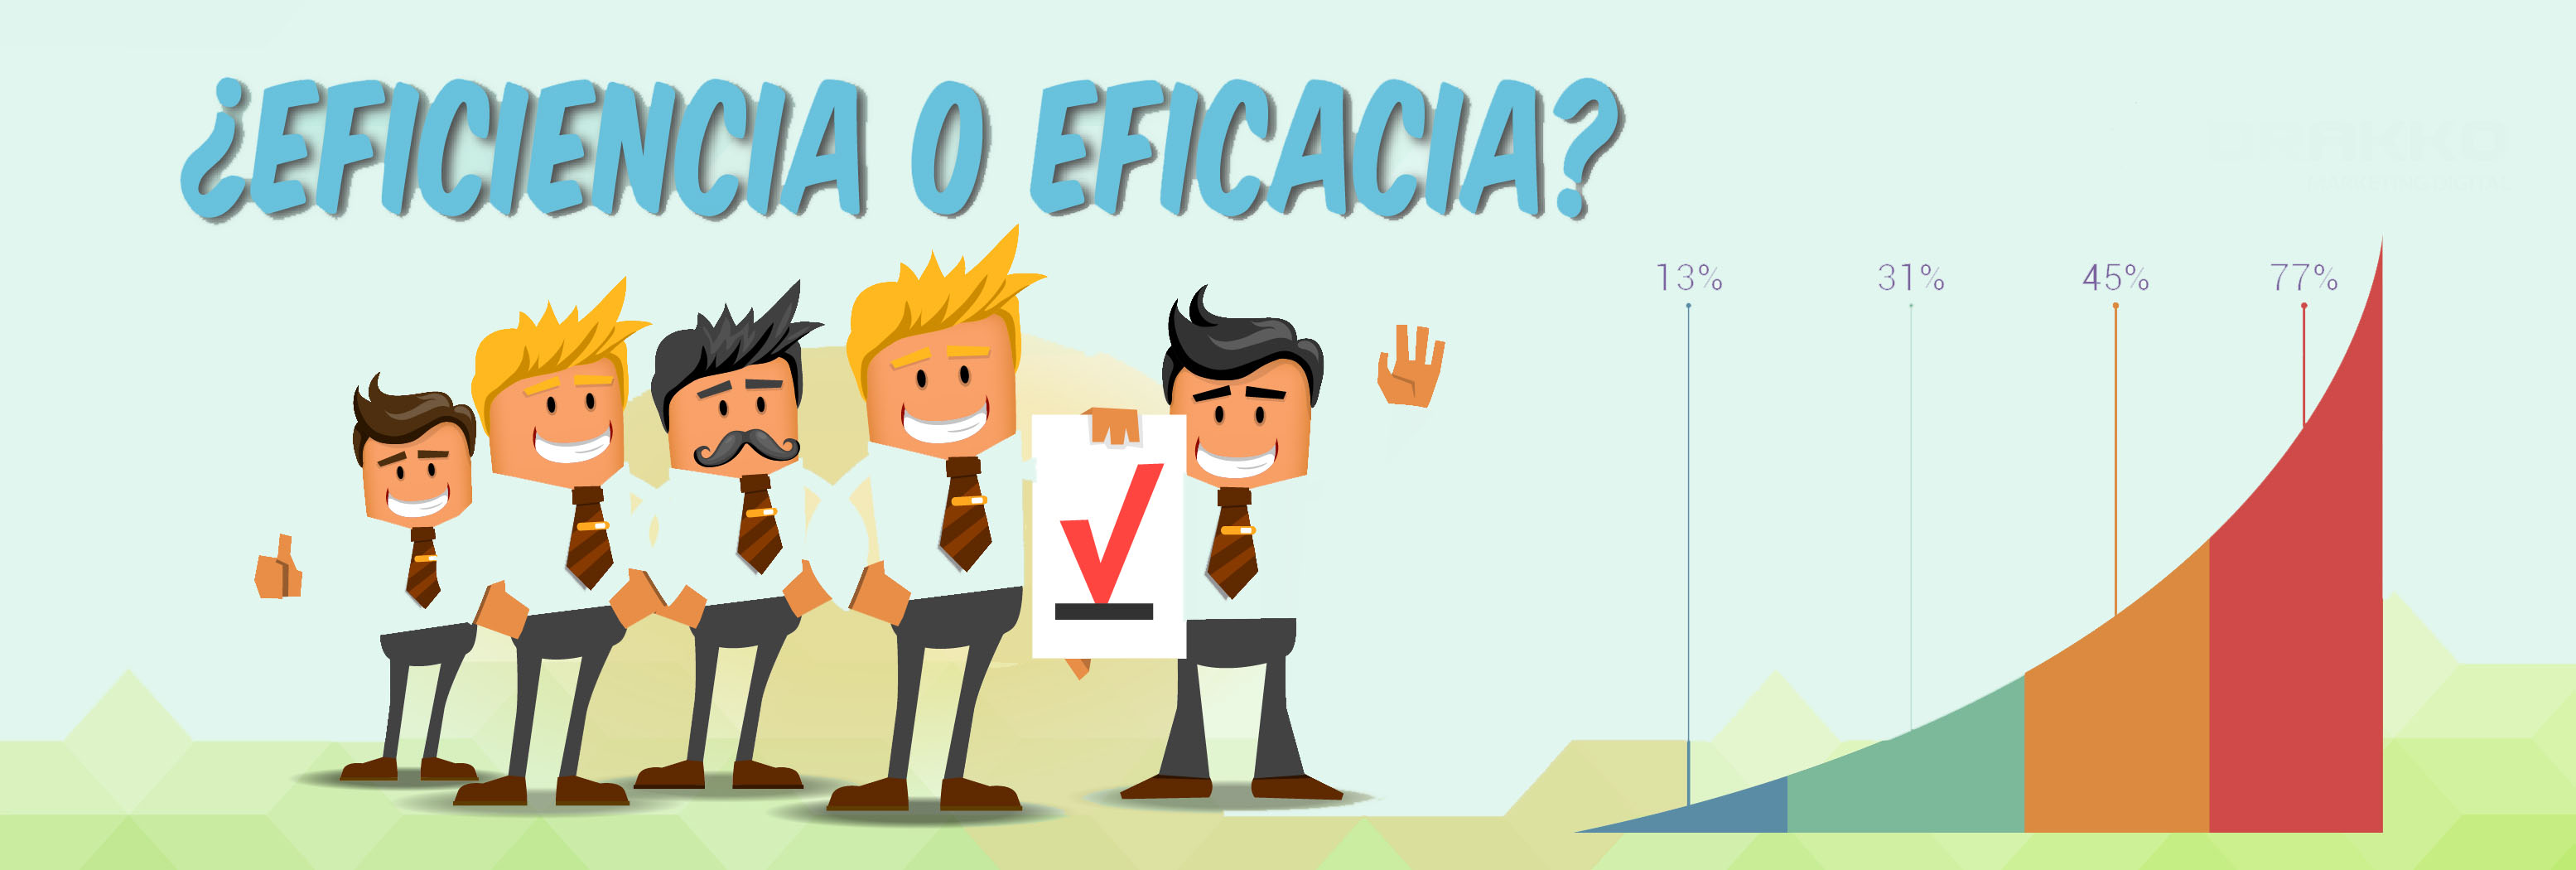 ¿EFICIENCIA O EFICACIA?
13% 31% 45% 77%